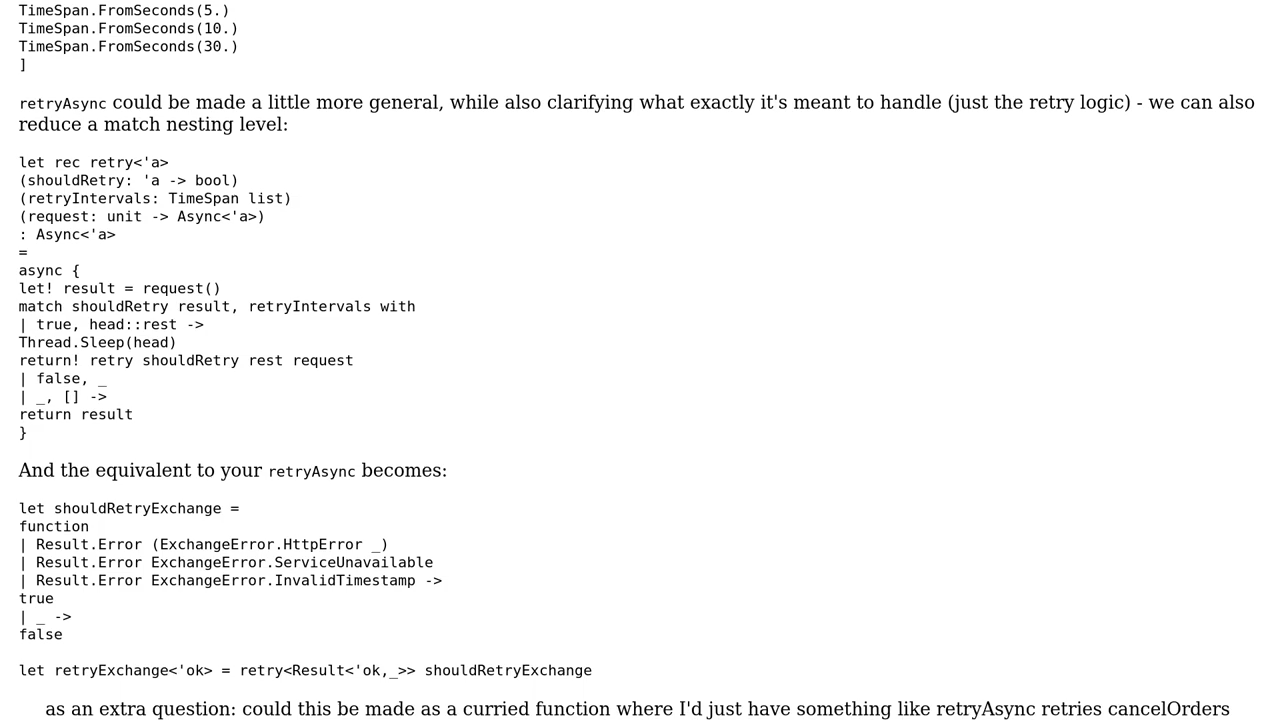 TimeSpan.FromSeconds(5.)
TimeSpan.FromSeconds(10.)
TimeSpan.FromSeconds(30.)
]
retryAsync could be made a little more general, while also clarifying what exactly it's meant to handle (just the retry logic) - we can also
reduce a match nesting level:
let rec retry<'a>
(shouldRetry: 'a -> bool)
(retryIntervals: TimeSpan list)
(request: unit -> Async<'a>)
: Async<'a>
=
async {
let! result = request()
match shouldRetry result, retryIntervals with
| true, head::rest ->
Thread.Sleep(head)
return! retry shouldRetry rest request
| false, _
| _, [] ->
return result
}
And the equivalent to your retryAsync becomes:
let shouldRetryExchange =
function
| Result.Error (ExchangeError.HttpError _)
| Result.Error ExchangeError.ServiceUnavailable
| Result.Error ExchangeError.InvalidTimestamp ->
true
| _ ->
false
let retryExchange<'ok> = retry<Result<'ok,_>> shouldRetryExchange
as an extra question: could this be made as a curried function where I'd just have something like retryAsync retries cancelOrders